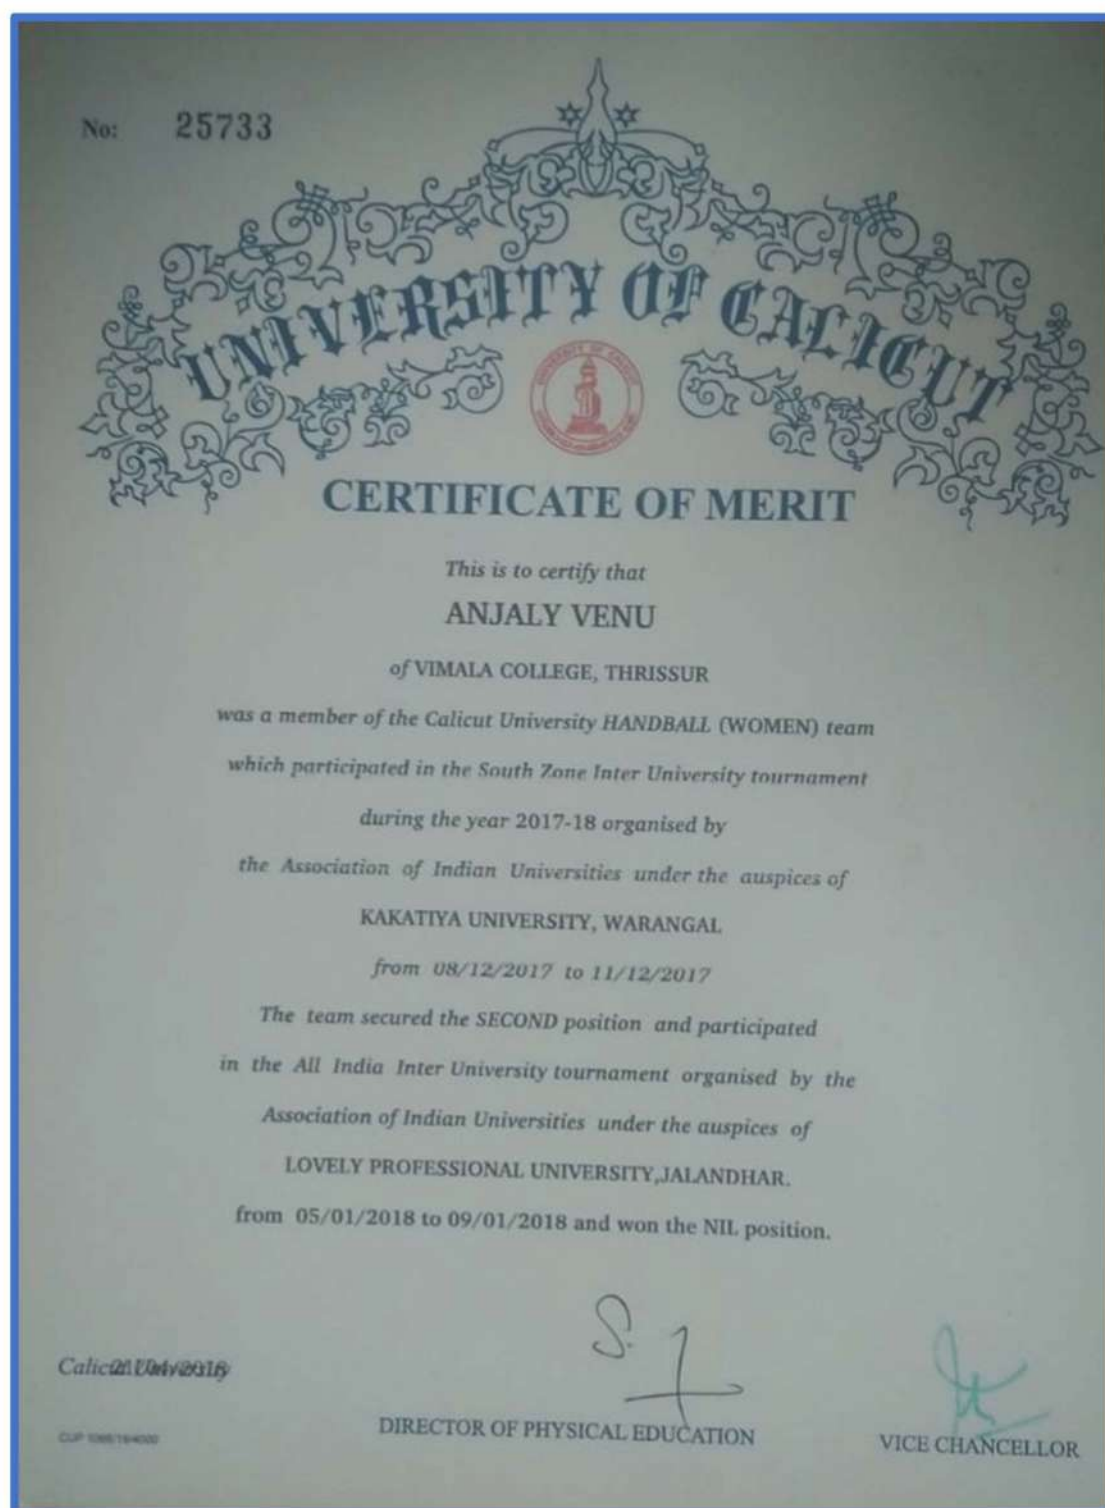 No: 25733
UNIVERSITY OF CALICUT
UNIVERSITY OF CALICUT
CERTIFICATE OF MERIT
This is to certify that
ANJALY VENU
of VIMALA COLLEGE, THRISSUR
was a member of the Calicut University HANDBALL (WOMEN) team
which participated in the South Zone Inter University tournament
during the year 2017-18 organised by
the Association of Indian Universities under the auspices of
KAKATIYA UNIVERSITY, WARANGAL
from 08/12/2017 to 11/12/2017
The team secured the SECOND position and participated
in the All India Inter University tournament organised by the
Association of Indian Universities under the auspices of
LOVELY PROFESSIONAL UNIVERSITY,JALANDHAR.
from 05/01/2018 to 09/01/2018 and won the NIL position.
Calicut University
DIRECTOR OF PHYSICAL EDUCATION
VICE CHANCELLOR